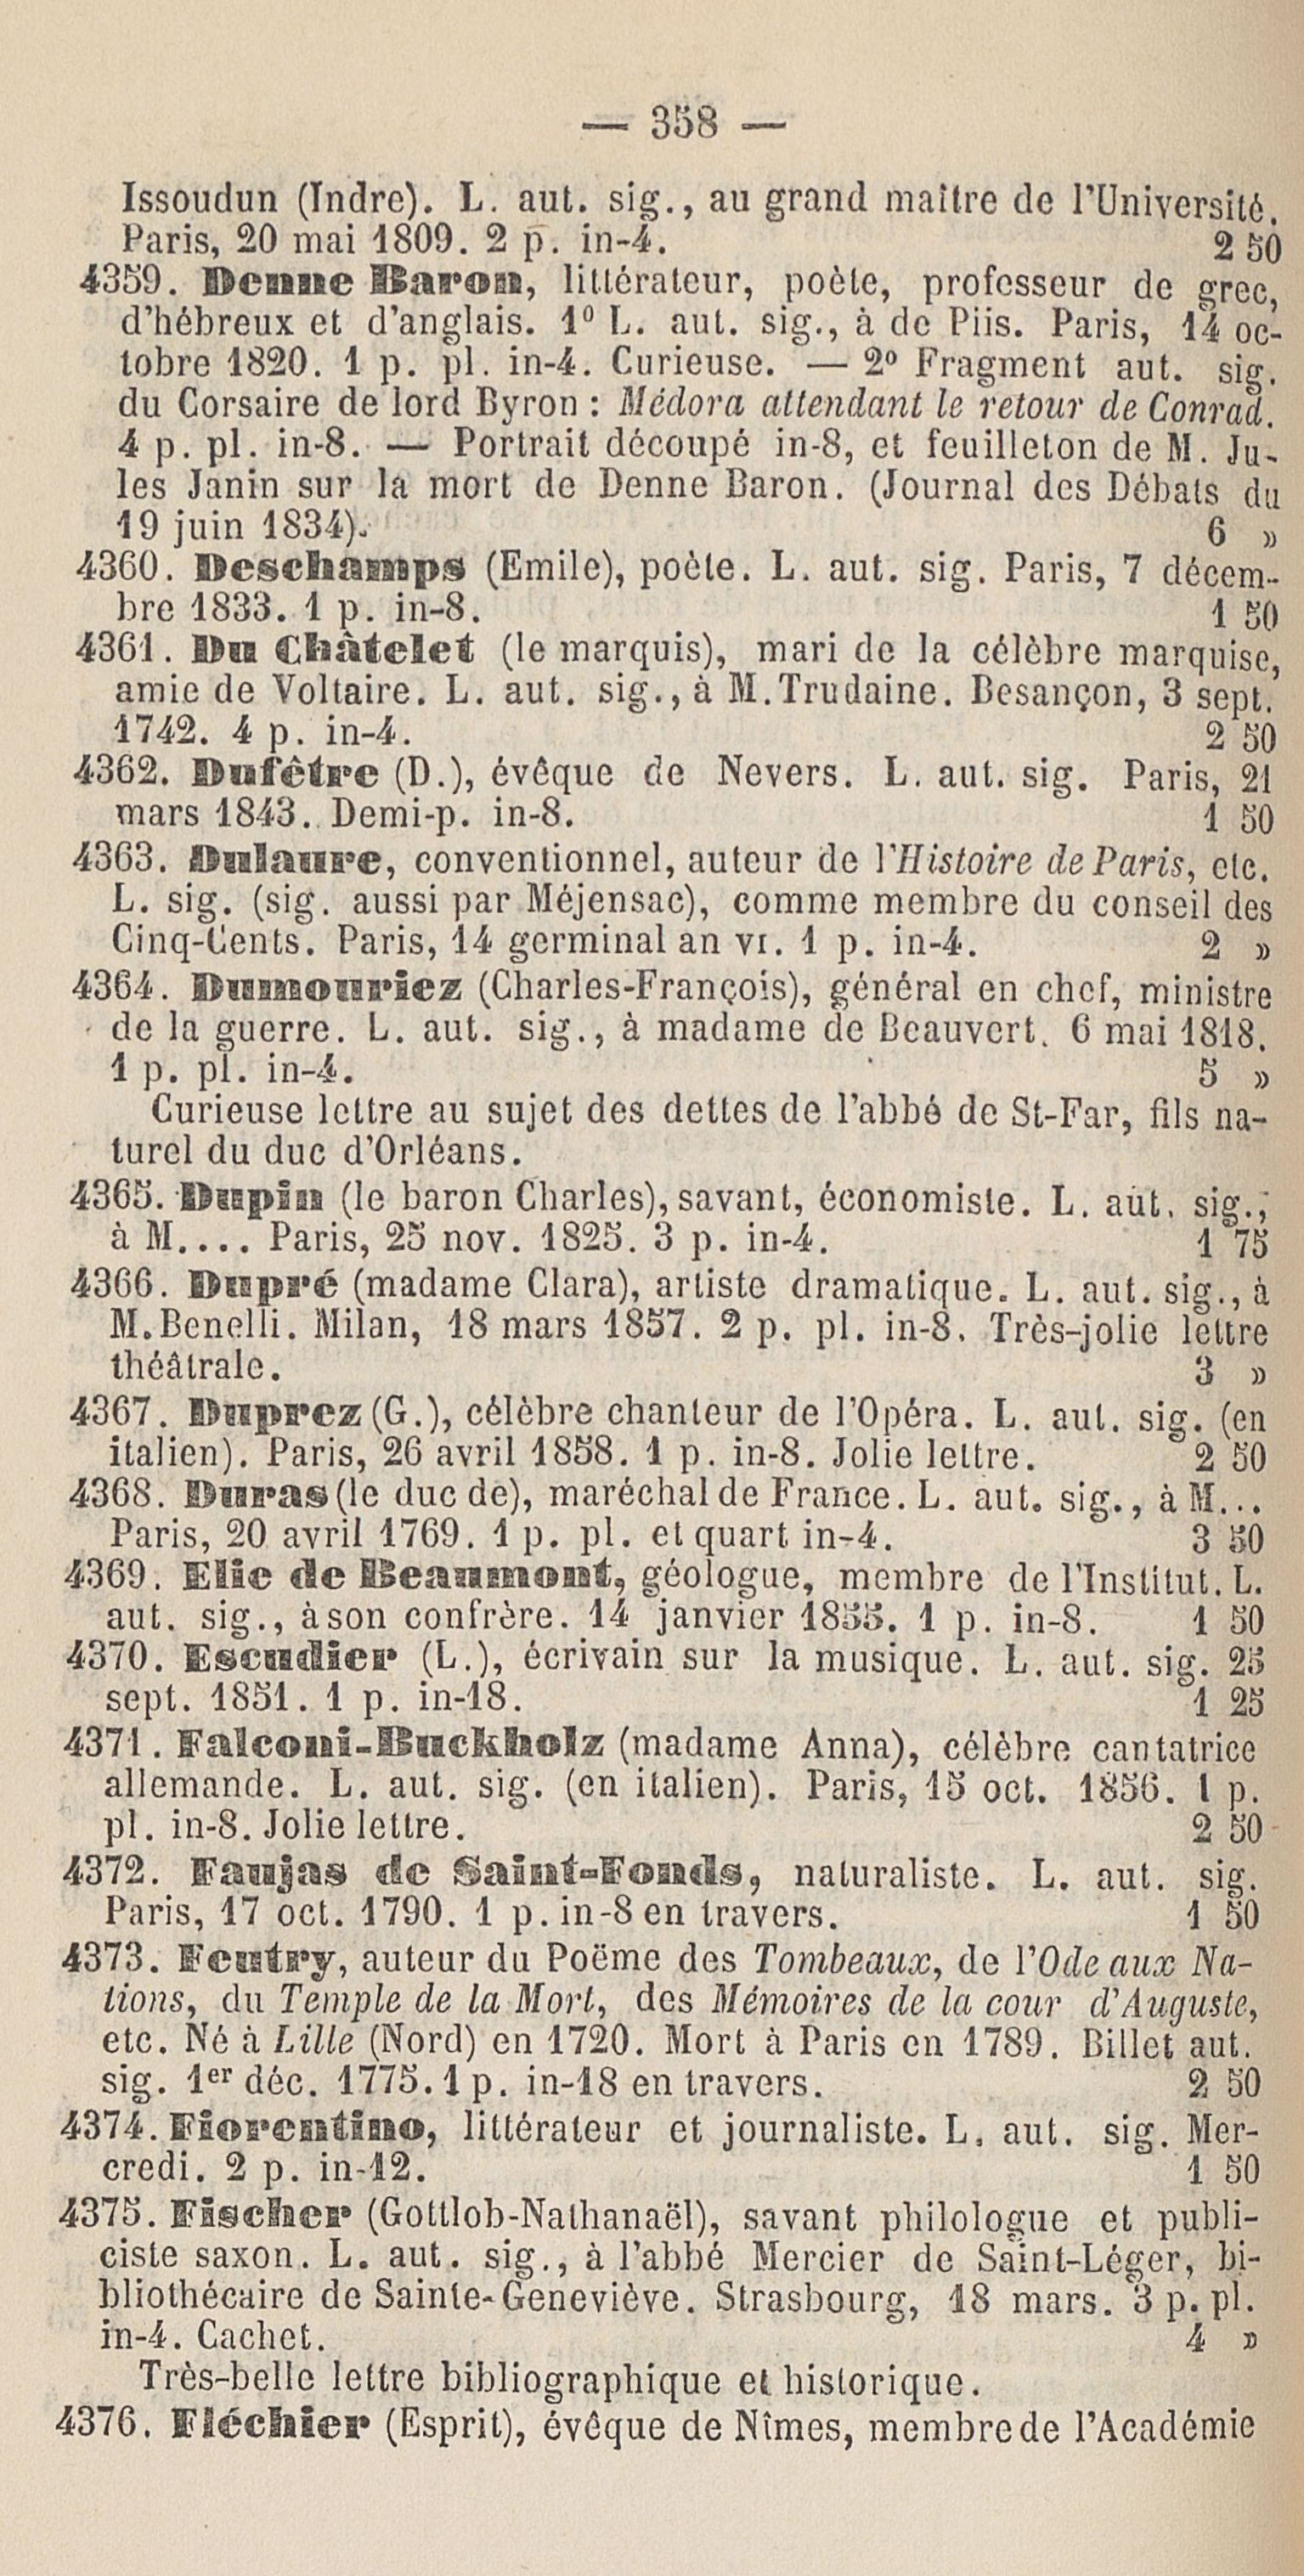 — 358 —
Issoudun (Indre). L. aut. sig., au grand maître de l'Université.
Paris, 20 mai 1809. 2 p. in-4. 2 50
4359. Denne Baron, littérateur, poète, professeur de grec,
d'hébreux et d'anglais. 1º L. aut. sig., à de Piis. Paris, 14 oc-
tobre 1820. 1 p. pl. in-4. Curieuse. — 2º Fragment aut. sig.
du Corsaire de lord Byron : Médora attendant le retour de Conrad.
4 p. pl. in-8. — Portrait découpé in-8, et feuilleton de M. Ju-
les Janin sur la mort de Denne Baron. (Journal des Débats du
19 juin 1834). 6 »
4360. Deschamps (Emile), poète. L. aut. sig. Paris, 7 décem-
bre 1833. 1 p. in-8. 1 50
4361. Du Châtelet (le marquis), mari de la célèbre marquise,
amie de Voltaire. L. aut. sig., à M. Trudaine. Besançon, 3 sept.
1742. 4 p. in-4. 2 50
4362. Dufêtre (D.), évêque de Nevers. L. aut. sig. Paris, 21
mars 1843. Demi-p. in-8. 1 50
4363. Dulaure, conventionnel, auteur de l'Histoire de Paris, etc.
L. sig. (sig. aussi par Méjensac), comme membre du conseil des
Cinq-Cents. Paris, 14 germinal an VI. 1 p. in-4. 2 »
4364. Dumouriez (Charles-François), général en chef, ministre
de la guerre. L. aut. sig., à madame de Beauvert. 6 mai 1818.
1 p. pl. in-4. 5 »
Curieuse lettre au sujet des dettes de l'abbé de St-Far, fils na-
turel du duc d'Orléans.
4365. Dupin (le baron Charles), savant, économiste. L. aut. sig.,
à M.... Paris, 25 nov. 1825. 3 p. in-4. 1 75
4366. Dupré (madame Clara), artiste dramatique. L. aut. sig., à
M. Benelli. Milan, 18 mars 1857. 2 p. pl. in-8. Très-jolie lettre
théâtrale. 3 »
4367. Duprez (G.), célèbre chanteur de l'Opéra. L. aut. sig. (en
italien). Paris, 26 avril 1858. 1 p. in-8. Jolie lettre. 2 50
4368. Duras (le duc de), maréchal de France. L. aut. sig., à M...
Paris, 20 avril 1769. 1 p. pl. et quart in-4. 3 50
4369. Elie de Beaumont, géologue, membre de l'Institut. L.
aut. sig., à son confrère. 14 janvier 1855. 1 p. in-8. 1 50
4370. Escudier (L.), écrivain sur la musique. L. aut. sig. 25
sept. 1851. 1 p. in-18. 1 25
4371. Falconi-Buckholz (madame Anna), célèbre cantatrice
allemande. L. aut. sig. (en italien). Paris, 15 oct. 1856. 1 p.
pl. in-8. Jolie lettre. 2 50
4372. Faujas de Saint-Fonds, naturaliste. L. aut. sig.
Paris, 17 oct. 1790. 1 p. in-8 en travers. 1 50
4373. Feutry, auteur du Poëme des Tombeaux, de l'Ode aux Na-
tions, du Temple de la Mort, des Mémoires de la cour d'Auguste,
etc. Né à Lille (Nord) en 1720. Mort à Paris en 1789. Billet aut.
sig. 1er déc. 1775. 1 p. in-18 en travers. 2 50
4374. Fiorentino, littérateur et journaliste. L. aut. sig. Mer-
credi. 2 p. in-12. 1 50
4375. Fischer (Gottlob-Nathanaël), savant philologue et publi-
ciste saxon. L. aut. sig., à l'abbé Mercier de Saint-Léger, bi-
bliothécaire de Sainte-Geneviève. Strasbourg, 18 mars. 3 p. pl.
in-4. Cachet. 4 »
Très-belle lettre bibliographique et historique.
4376. Fléchier (Esprit), évêque de Nîmes, membre de l'Académie